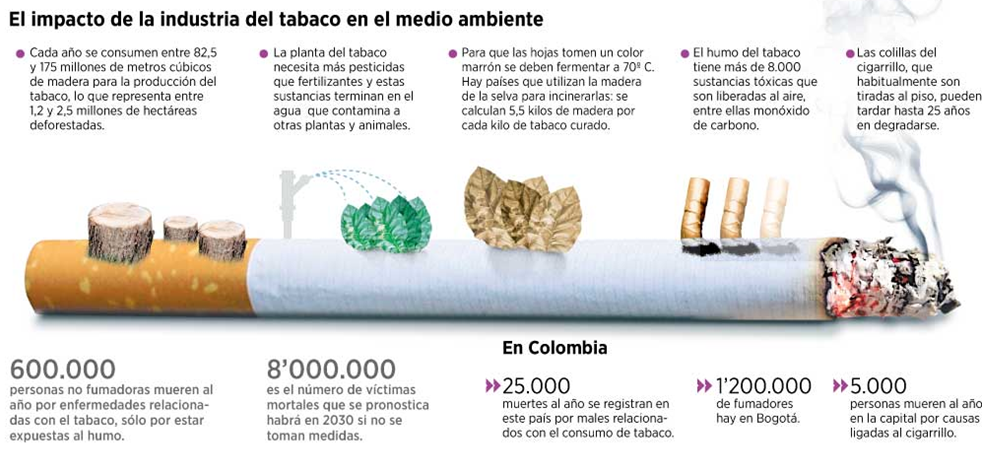 El impacto de la industria del tabaco en el medio ambiente
Cada año se consumen entre 82,5
y 175 millones de metros cúbicos
de madera para la producción del
tabaco, lo que representa entre
1,2 y 2,5 millones de hectáreas
deforestadas.
La planta del tabaco
necesita más pesticidas
que fertilizantes y estas
sustancias terminan en el
agua que contamina a
otras plantas y animales.
Para que las hojas tomen un color
marrón se deben fermentar a 70º C.
Hay países que utilizan la madera
de la selva para incinerarlas: se
calculan 5,5 kilos de madera por
cada kilo de tabaco curado.
El humo del tabaco
tiene más de 8.000
sustancias tóxicas que
son liberadas al aire,
entre ellas monóxido
de carbono.
Las colillas del
cigarrillo, que
habitualmente son
tiradas al piso, pueden
tardar hasta 25 años
en degradarse.
600.000
personas no fumadoras mueren al
año por enfermedades relaciona-
das con el tabaco, sólo por estar
expuestas al humo.
8’000.000
es el número de víctimas
mortales que se pronostica
habrá en 2030 si no se
toman medidas.
En Colombia
25.000
muertes al año se registran en
este país por males relaciona-
dos con el consumo de tabaco.
1’200.000
de fumadores
hay en Bogotá.
5.000
personas mueren al año
en la capital por causas
ligadas al cigarrillo.